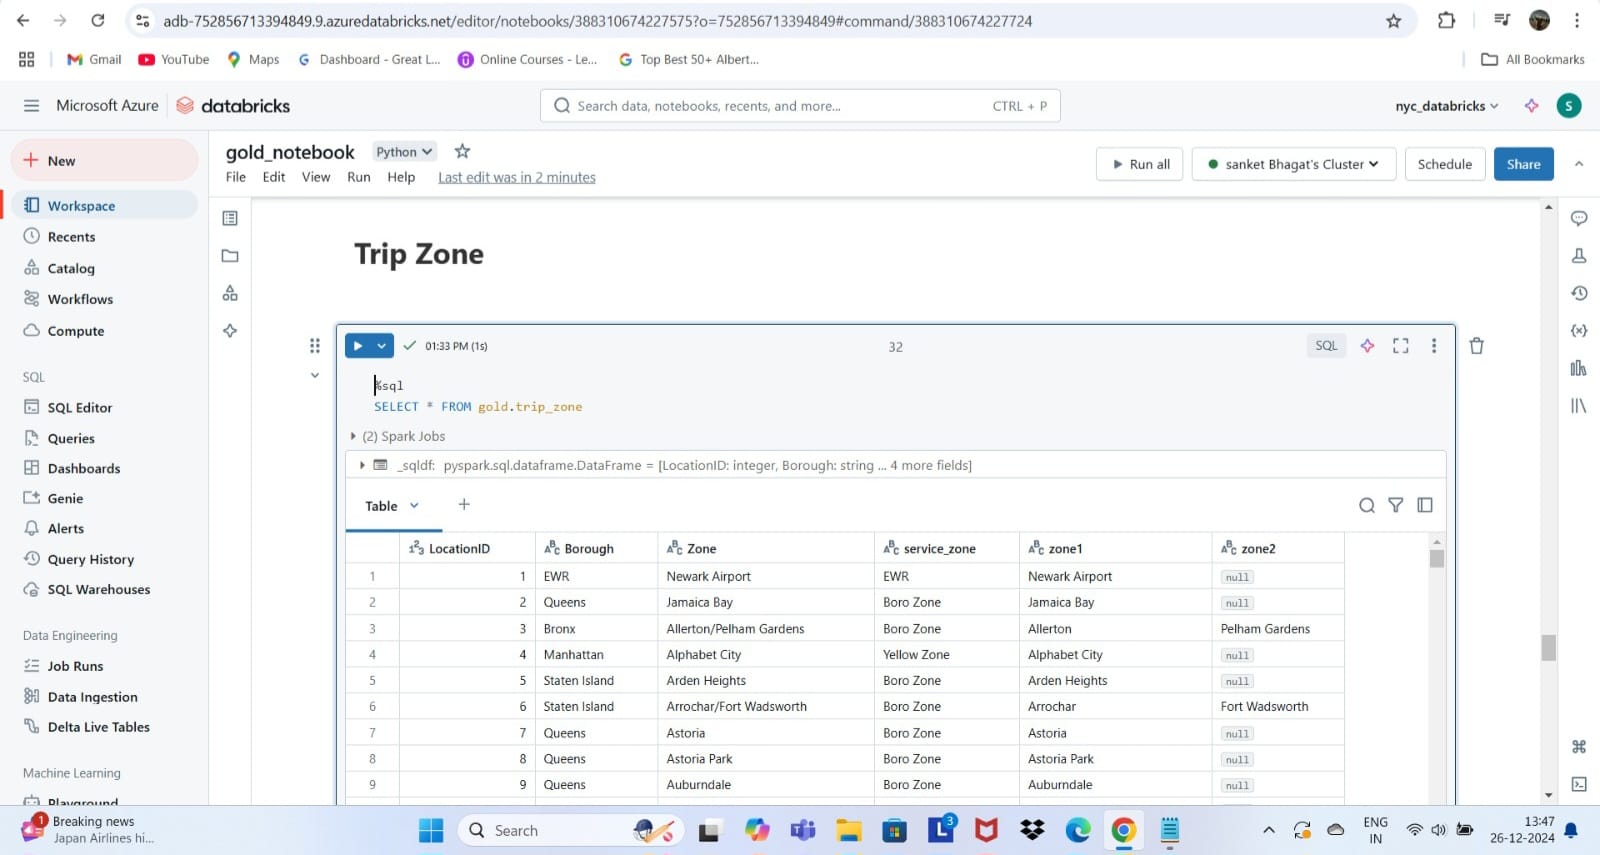 adb-752856713394849.9.azuredatabricks.net/editor/notebooks/388310674227575?o=752856713394849#command/388310674227724
Gmail YouTube Maps Dashboard - Great L... Online Courses - Le... Top Best 50+ Albert... All Bookmarks
Microsoft Azure databricks Search data, notebooks, recents, and more... CTRL + P nyc_databricks S
New
Workspace
Recents
Catalog
Workflows
Compute
SQL
SQL Editor
Queries
Dashboards
Genie
Alerts
Query History
SQL Warehouses
Data Engineering
Job Runs
Data Ingestion
Delta Live Tables
Machine Learning
Playground
gold_notebook Python
File Edit View Run Help Last edit was in 2 minutes
Run all sanket Bhagat's Cluster Schedule Share
Trip Zone
01:33 PM (1s) 32 SQL
%sql
SELECT * FROM gold.trip_zone
(2) Spark Jobs
_sqldf: pyspark.sql.dataframe.DataFrame = [LocationID: integer, Borough: string ... 4 more fields]
Table +
LocationID Borough Zone service_zone zone1 zone2
1 1 EWR Newark Airport EWR Newark Airport null
2 2 Queens Jamaica Bay Boro Zone Jamaica Bay null
3 3 Bronx Allerton/Pelham Gardens Boro Zone Allerton Pelham Gardens
4 4 Manhattan Alphabet City Yellow Zone Alphabet City null
5 5 Staten Island Arden Heights Boro Zone Arden Heights null
6 6 Staten Island Arrochar/Fort Wadsworth Boro Zone Arrochar Fort Wadsworth
7 7 Queens Astoria Boro Zone Astoria null
8 8 Queens Astoria Park Boro Zone Astoria Park null
9 9 Queens Auburndale Boro Zone Auburndale null
1 Breaking news
Japan Airlines hi...
Search
3
ENG
IN
13:47
26-12-2024